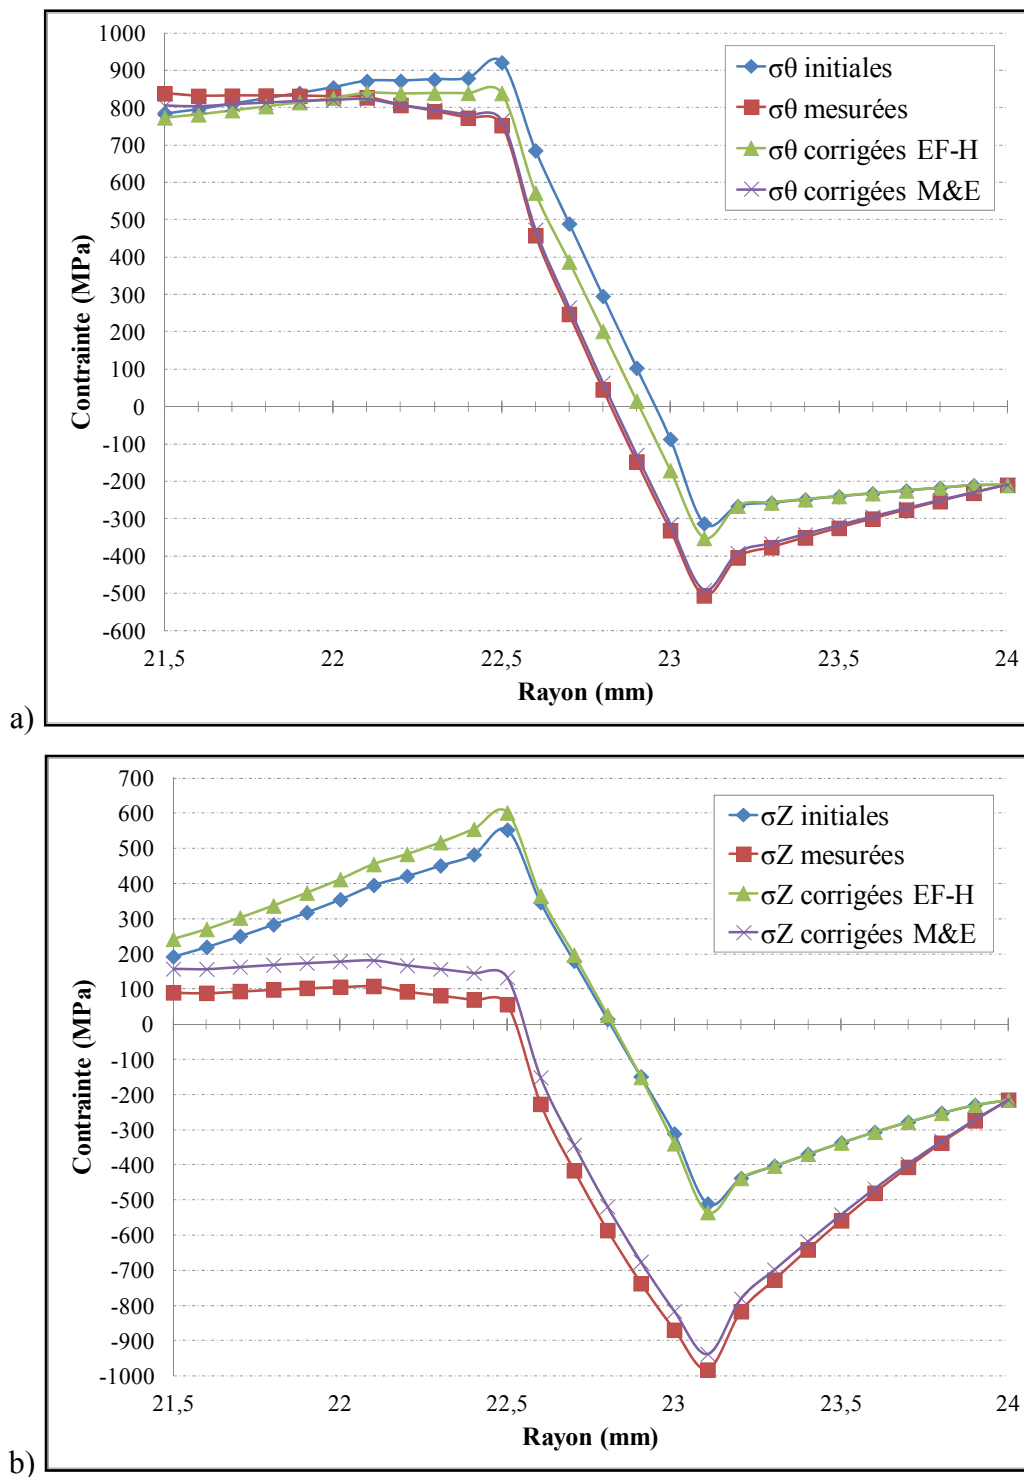 1000
900
800
700
600
500
400
300
200
100
0
-100
-200
-300
-400
-500
-600
Contrainte (MPa)
σθ initiales
σθ mesurées
σθ corrigées EF-H
σθ corrigées M&E
21,5 22 22,5 23 23,5 24
Rayon (mm)
a)
700
600
500
400
300
200
100
0
-100
-200
-300
-400
-500
-600
-700
-800
-900
-1000
Contrainte (MPa)
σZ initiales
σZ mesurées
σZ corrigées EF-H
σZ corrigées M&E
21,5 22 22,5 23 23,5 24
Rayon (mm)
b)